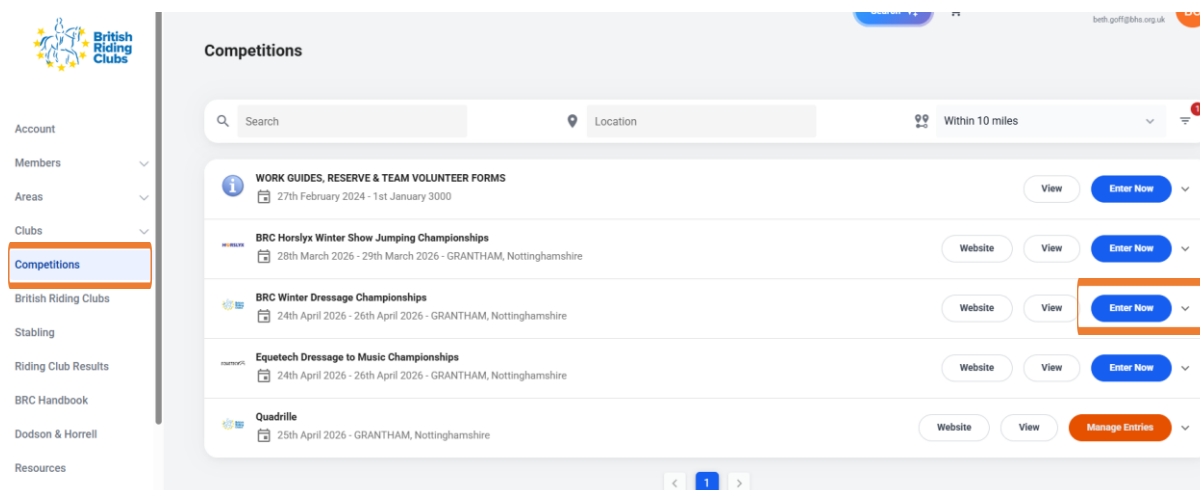 British
Riding
Clubs
beth.goff@bhs.org.uk
Competitions
Search
Location
Within 10 miles
1
Account
Members
Areas
Clubs
Competitions
British Riding Clubs
Stabling
Riding Club Results
BRC Handbook
Dodson & Horrell
Resources
WORK GUIDES, RESERVE & TEAM VOLUNTEER FORMS
27th February 2024 - 1st January 3000
View
Enter Now
HORSLYX
BRC Horslyx Winter Show Jumping Championships
28th March 2026 - 29th March 2026 - GRANTHAM, Nottinghamshire
Website
View
Enter Now
BRC Winter Dressage Championships
24th April 2026 - 26th April 2026 - GRANTHAM, Nottinghamshire
Website
View
Enter Now
Equetech Dressage to Music Championships
24th April 2026 - 26th April 2026 - GRANTHAM, Nottinghamshire
Website
View
Enter Now
Quadrille
25th April 2026 - GRANTHAM, Nottinghamshire
Website
View
Manage Entries
< 1 >